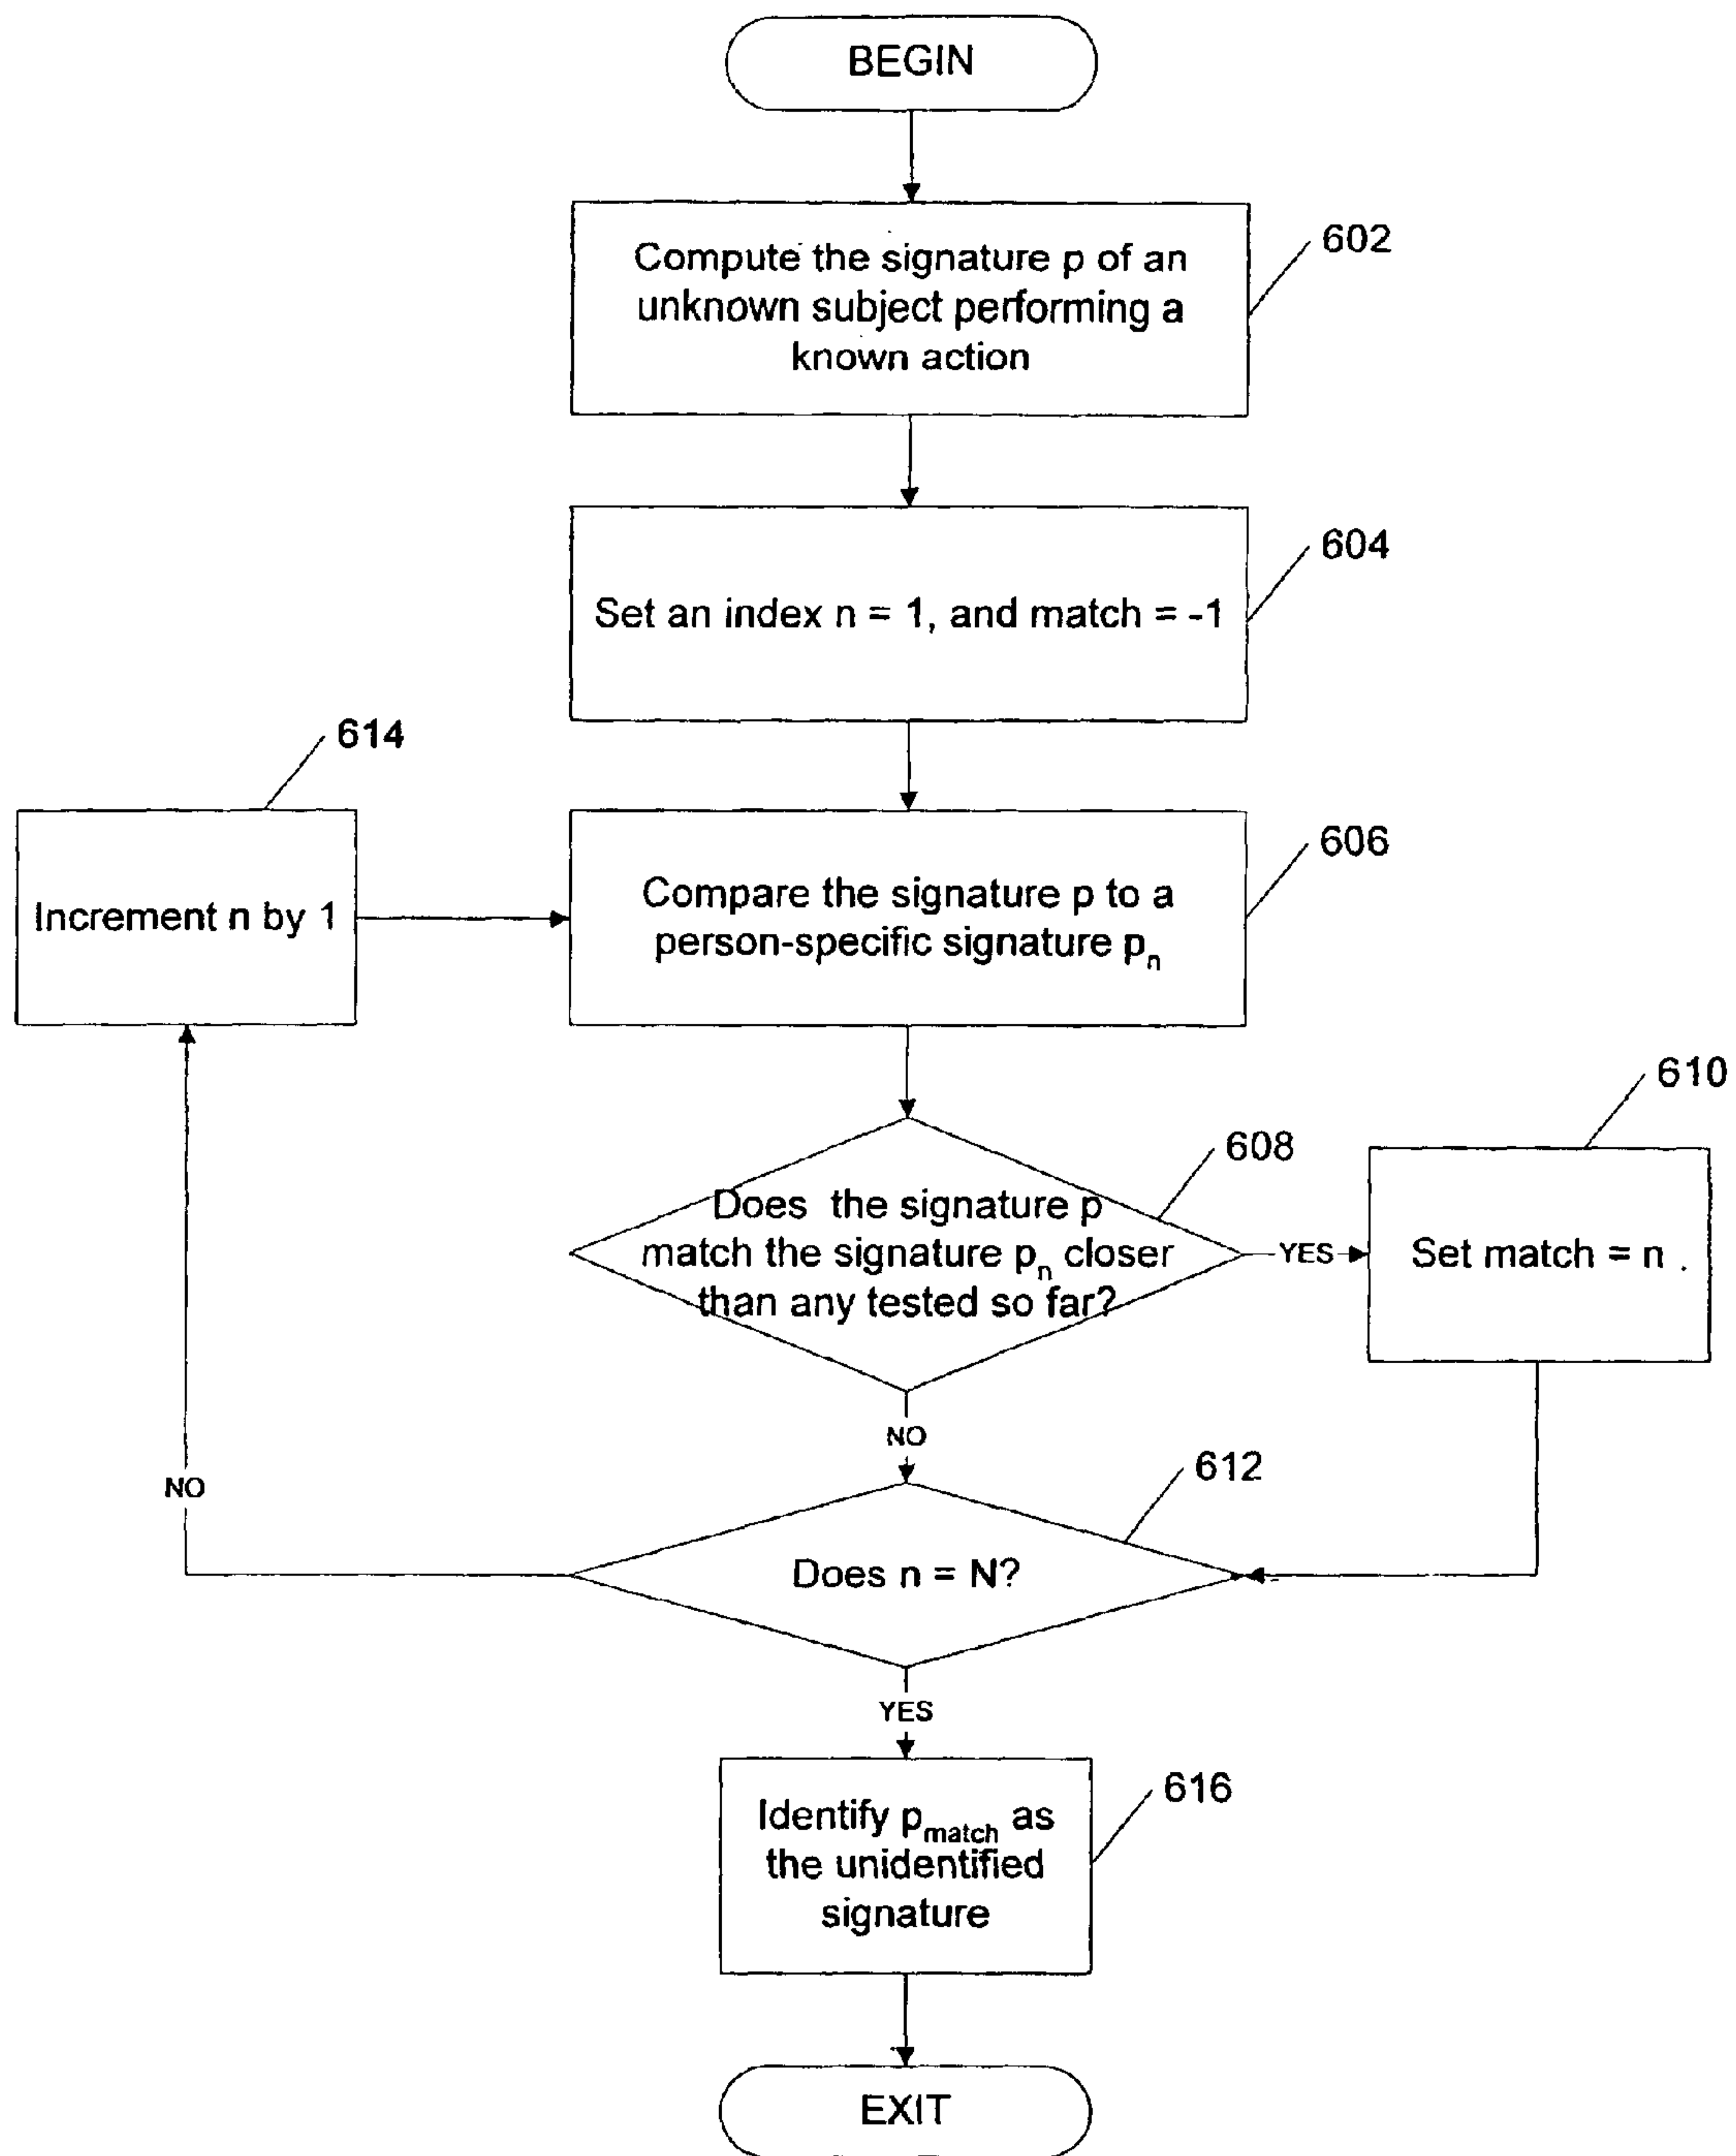 BEGIN
Compute the signature p of an
unknown subject performing a
known action
602
Set an index n = 1, and match = -1
604
614
Increment n by 1
Compare the signature p to a
person-specific signature pn
606
Does the signature p
match the signature pn closer
than any tested so far?
608
YES
610
Set match = n
NO
612
Does n = N?
NO
YES
Identify pmatch as
the unidentified
signature
616
EXIT